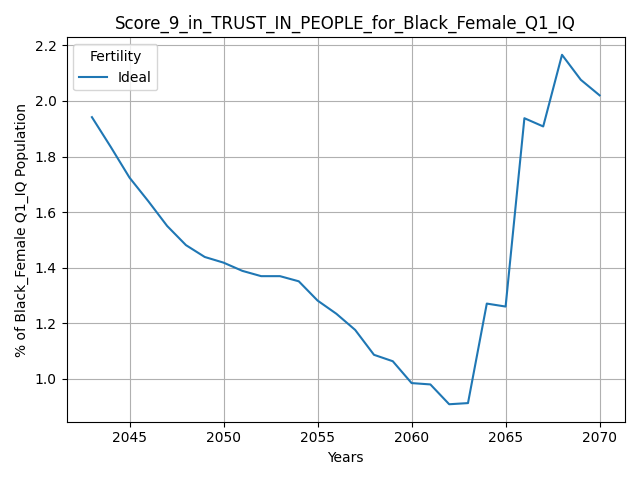 Score_9_in_TRUST_IN_PEOPLE_for_Black_Female_Q1_IQ
Fertility
Ideal
% of Black_Female Q1_IQ Population
2.2
2.0
1.8
1.6
1.4
1.2
1.0
2045 2050 2055 2060 2065 2070
Years